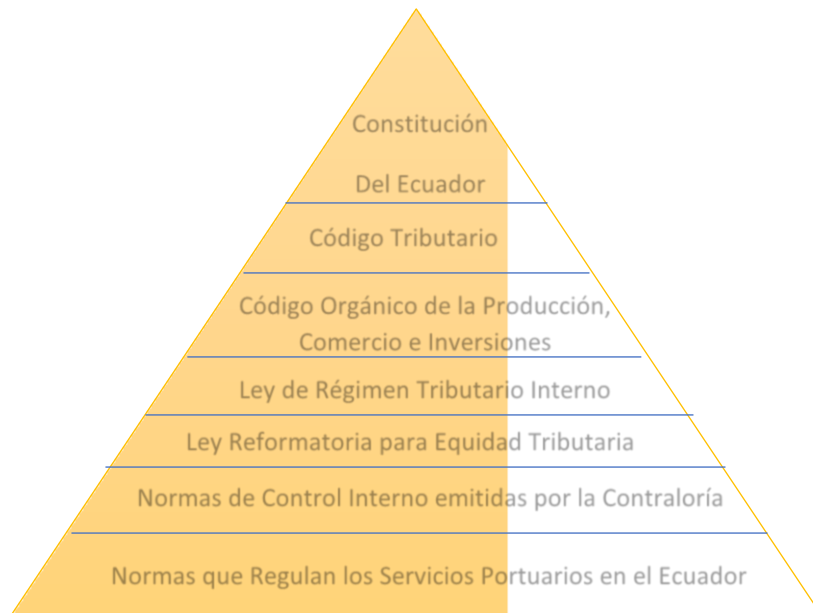 Constitución
Del Ecuador
Código Tributario
Código Orgánico de la Producción,
Comercio e Inversiones
Ley de Régimen Tributario Interno
Ley Reformatoria para Equidad Tributaria
Normas de Control Interno emitidas por la Contraloría
Normas que Regulan los Servicios Portuarios en el Ecuador